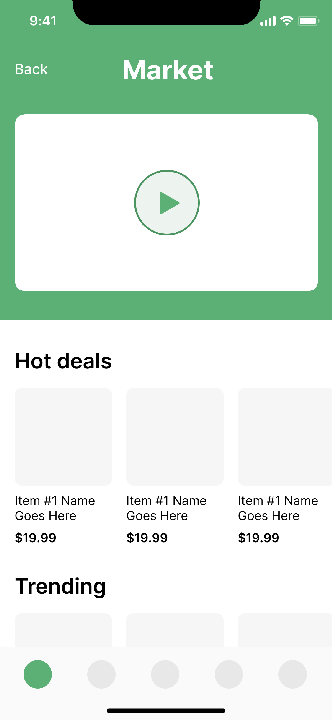 9:41
Back
Market
Hot deals
Item #1 Name
Goes Here
$19.99
Item #1 Name
Goes Here
$19.99
Item #1 Name
Goes Here
$19.99
Trending